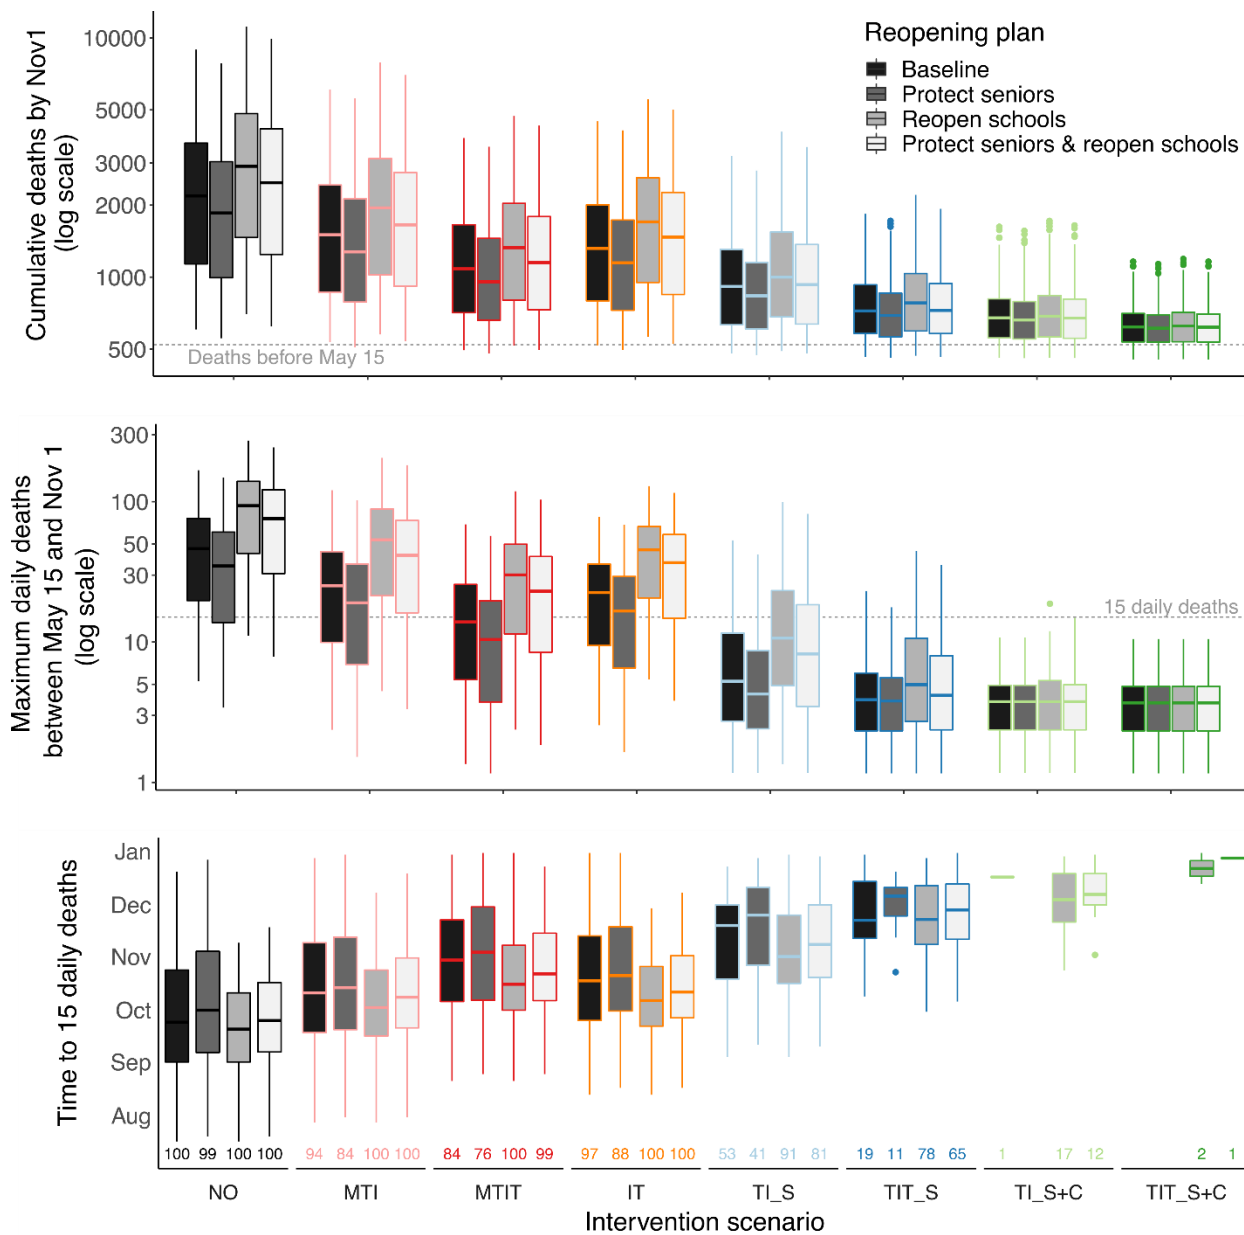 Cumulative deaths by Nov1
(log scale)
10000
5000
3000
2000
1000
500
Deaths before May 15
Reopening plan
Baseline
Protect seniors
Reopen schools
Protect seniors & reopen schools
Maximum daily deaths
between May 15 and Nov 1
(log scale)
300
100
50
30
10
5
3
1
15 daily deaths
Time to 15 daily deaths
Jan
Dec
Nov
Oct
Sep
Aug
100 99 100 100 94 84 100 100 84 76 100 99 97 88 100 100 53 41 91 81 19 11 78 65 1 17 12 2 1
NO MTI MTIT IT TI_S TIT_S TI_S+C TIT_S+C
Intervention scenario